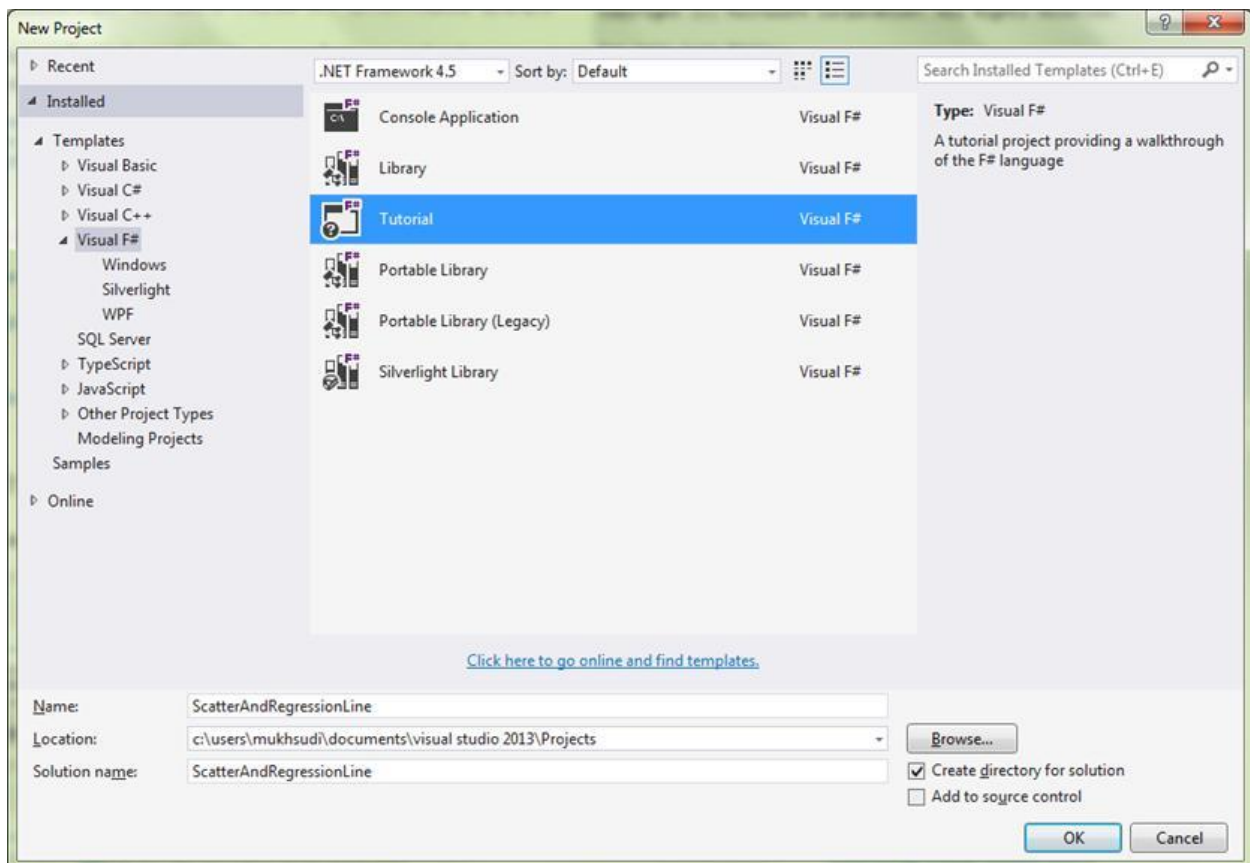 New Project
Recent
Installed
Templates
Visual Basic
Visual C#
Visual C++
Visual F#
Windows
Silverlight
WPF
SQL Server
TypeScript
JavaScript
Other Project Types
Modeling Projects
Samples
Online
.NET Framework 4.5 Sort by: Default
Console Application Visual F#
Library Visual F#
Tutorial Visual F#
Portable Library Visual F#
Portable Library (Legacy) Visual F#
Silverlight Library Visual F#
Click here to go online and find templates.
Search Installed Templates (Ctrl+E)
Type: Visual F#
A tutorial project providing a walkthrough
of the F# language
Name: ScatterAndRegressionLine
Location: c:\users\mukhsudi\documents\visual studio 2013\Projects
Solution name: ScatterAndRegressionLine
Browse...
Create directory for solution
Add to source control
OK Cancel